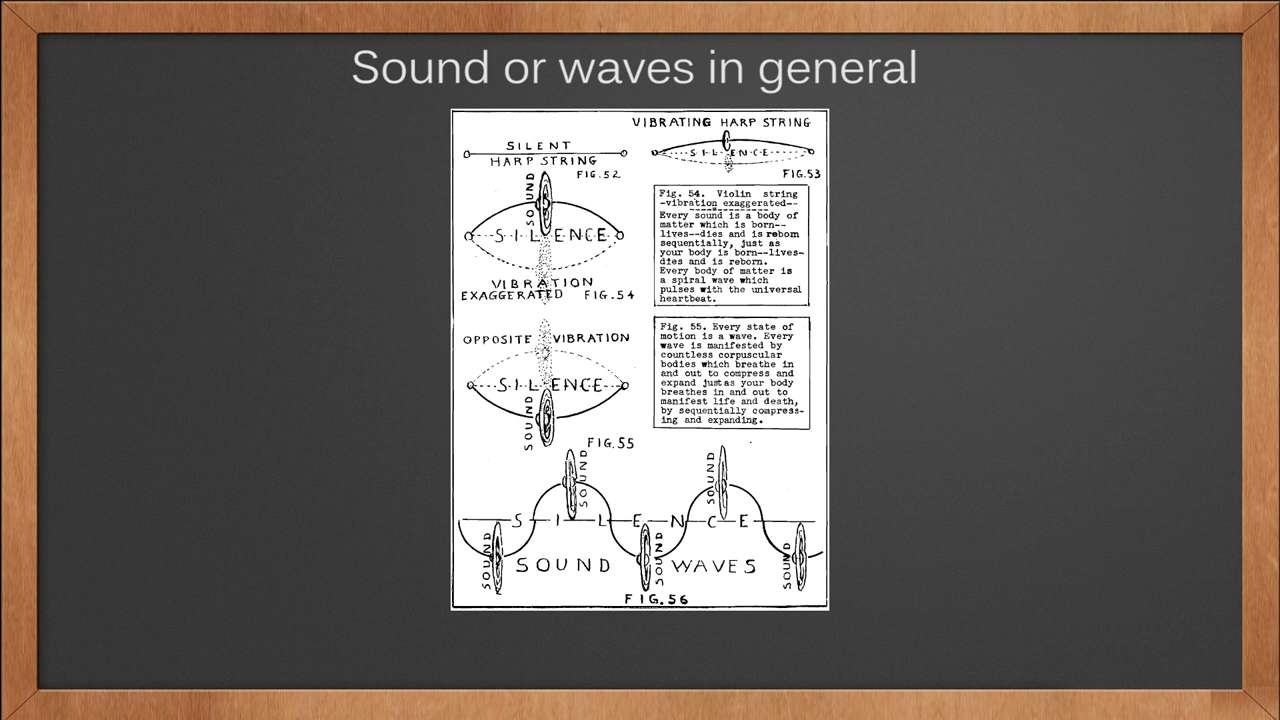 Sound or waves in general
VIBRATING HARP STRING
SILENT
HARP STRING
FIG.52
SILENCE
FIG.53
SOUND
SILENCE
VIBRATION
EXAGGERATED FIG.54
Fig. 54. Violin string
-vibration exaggerated--
Every sound is a body of
matter which is born--
lives--dies and is reborn
sequentially, just as
your body is born--lives-
dies and is reborn.
Every body of matter is
a spiral wave which
pulses with the universal
heartbeat.
OPPOSITE VIBRATION
SILENCE
SOUND
FIG.55
Fig. 55. Every state of
motion is a wave. Every
wave is manifested by
countless corpuscular
bodies which breathe in
and out to compress and
expand just as your body
breathes in and out to
manifest life and death,
by sequentially compress-
ing and expanding.
SOUND
SOUND
SILENCE
SOUND
SOUND
SOUND
SOUND WAVES
FIG.56